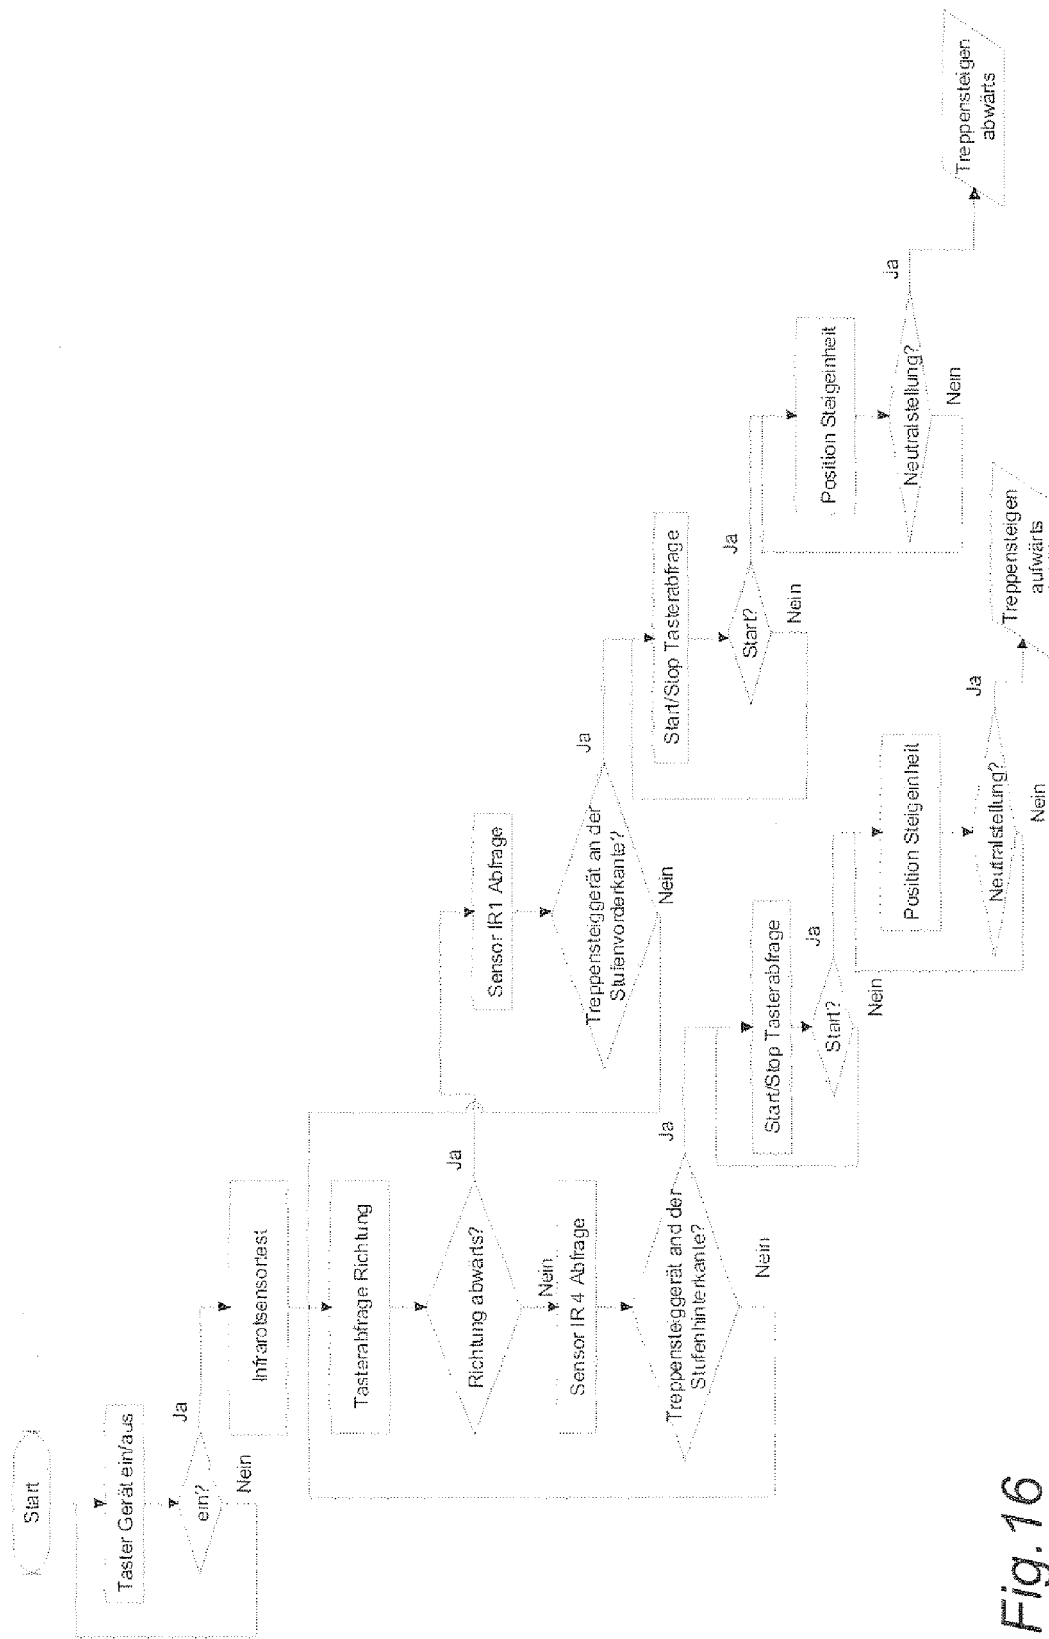 Start
Taster Gerät ein/aus
ein?
Ja
Nein
Infrarotsensortest
Tasterabfrage Richtung
Richtung abwärts?
Ja
Nein
Sensor IR 4 Abfrage
Treppensteiggerät and der
Stufenhinterkante?
Ja
Nein
Start/Stop Tasterabfrage
Start?
Ja
Nein
Position Steigeinheit
Neutralstellung?
Ja
Nein
Treppensteigen
aufwärts
Sensor IR1 Abfrage
Treppensteiggerät an der
Stufenvorderkante?
Ja
Nein
Start/Stop Tasterabfrage
Start?
Ja
Nein
Position Steigeinheit
Neutralstellung?
Ja
Nein
Treppensteigen
abwärts
Fig. 16